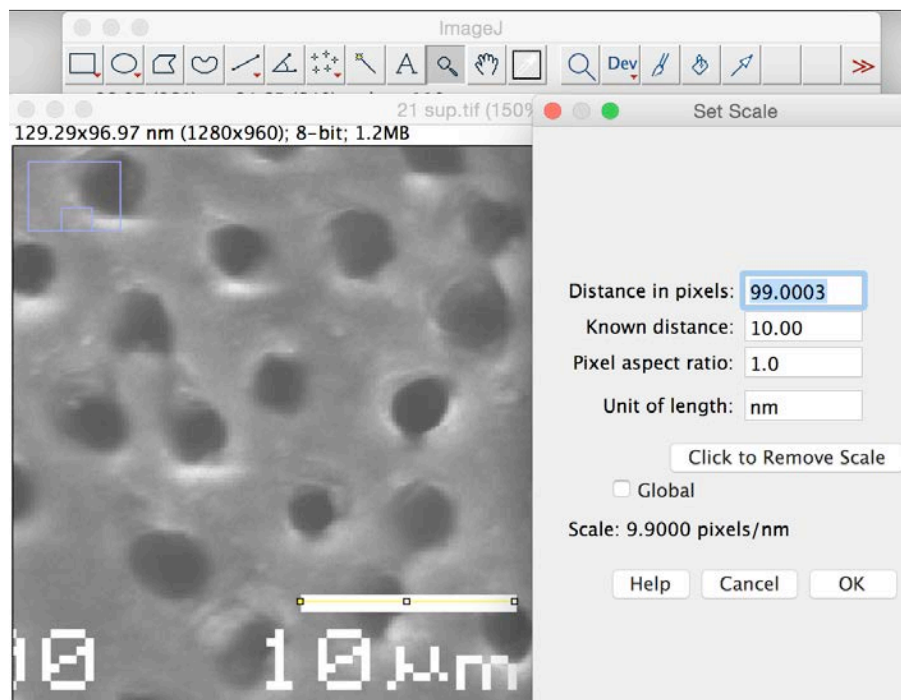 ImageJ
A
Dev
>>
21 sup.tif (150%
Set Scale
129.29x96.97 nm (1280x960); 8-bit; 1.2MB
Distance in pixels: 99.0003
Known distance: 10.00
Pixel aspect ratio: 1.0
Unit of length: nm
Click to Remove Scale
Global
Scale: 9.9000 pixels/nm
Help Cancel OK
10µm